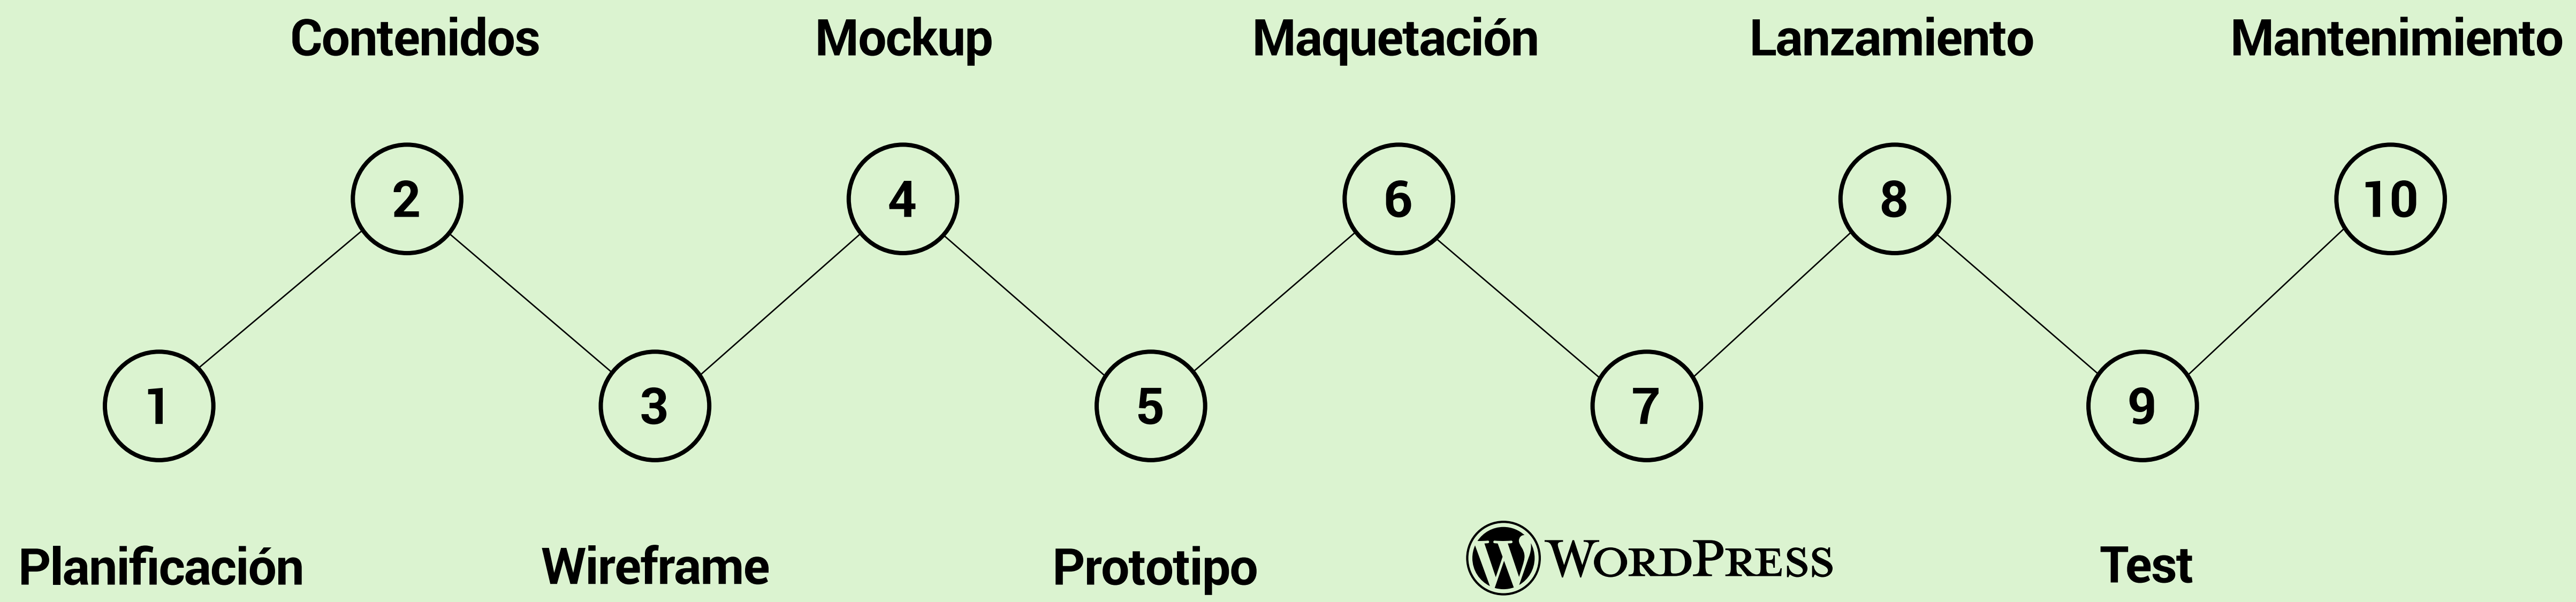 Contenidos Mockup Maquetación Lanzamiento Mantenimiento
2 4 6 8 10
1 3 5 7 9
Planificación Wireframe Prototipo WORDPRESS Test